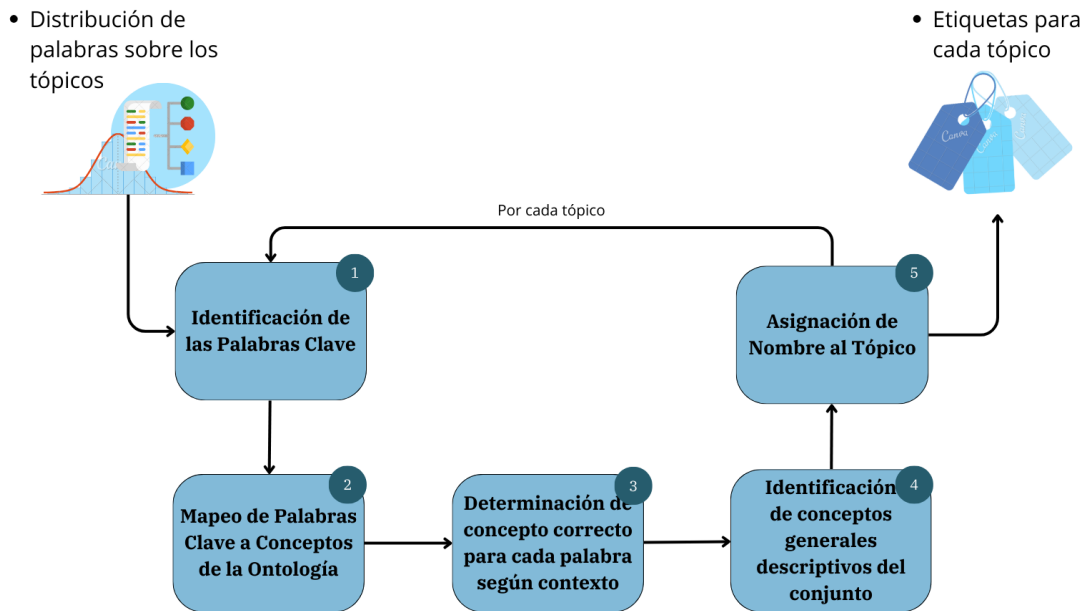 Distribución de
palabras sobre los
tópicos
Etiquetas para
cada tópico
Canva
Canva
Por cada tópico
1
Identificación de
las Palabras Clave
5
Asignación de
Nombre al Tópico
2
Mapeo de Palabras
Clave a Conceptos
de la Ontología
3
Determinación de
concepto correcto
para cada palabra
según contexto
4
Identificación
de conceptos
generales
descriptivos del
conjunto